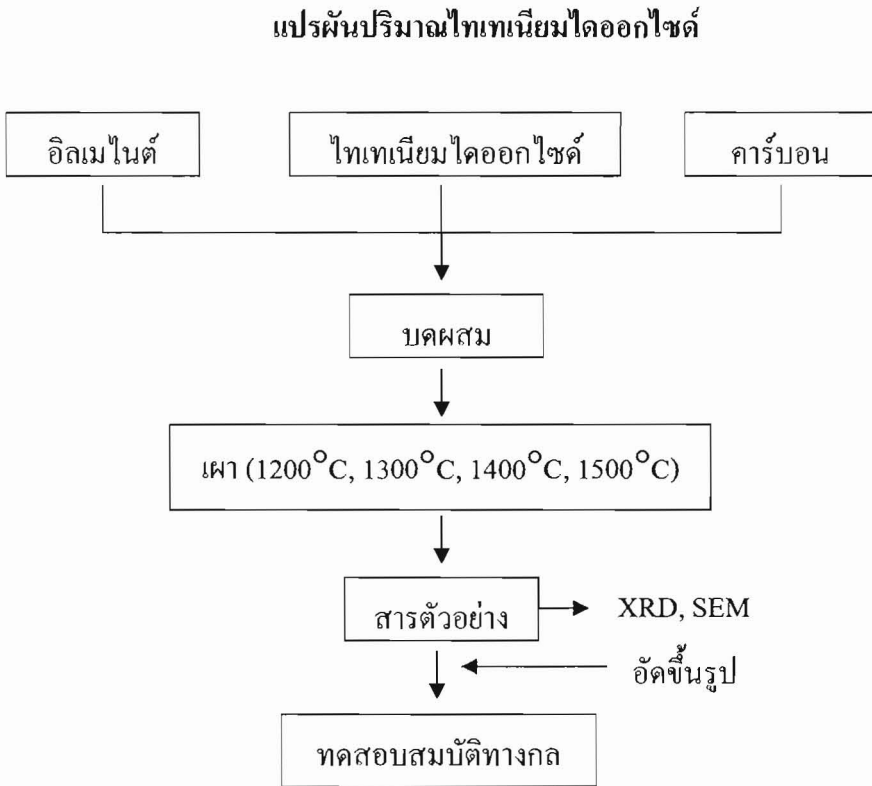 แปรผันปริมาณไทเทเนียมไดออกไซด์
อิลเมไนต์
ไทเทเนียมไดออกไซด์
คาร์บอน
บดผสม
เผา (1200°C, 1300°C, 1400°C, 1500°C)
สารตัวอย่าง
XRD, SEM
อัดขึ้นรูป
ทดสอบสมบัติทางกล